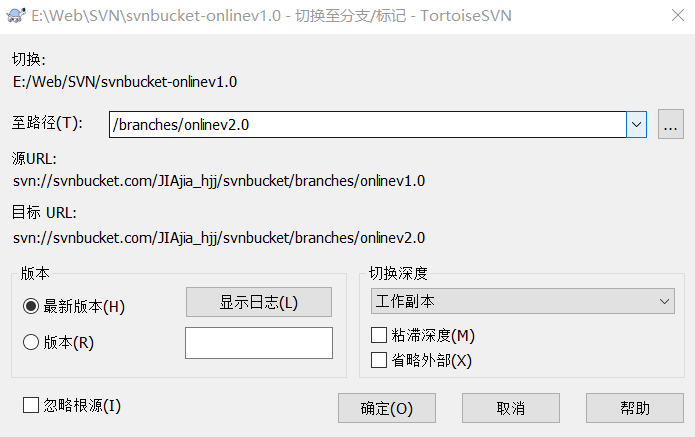 E:\Web\SVN\svnbucket-onlinev1.0 - 切换至分支/标记 - TortoiseSVN
切换:
E:/Web/SVN/svnbucket-onlinev1.0
至路径(T):
/branches/onlinev2.0
...
源URL:
svn://svnbucket.com/JIAjia_hjj/svnbucket/branches/onlinev1.0
目标 URL:
svn://svnbucket.com/JIAjia_hjj/svnbucket/branches/onlinev2.0
版本
最新版本(H)
显示日志(L)
版本(R)
切换深度
工作副本
粘滞深度(M)
省略外部(X)
忽略根源(I)
确定(O)
取消
帮助